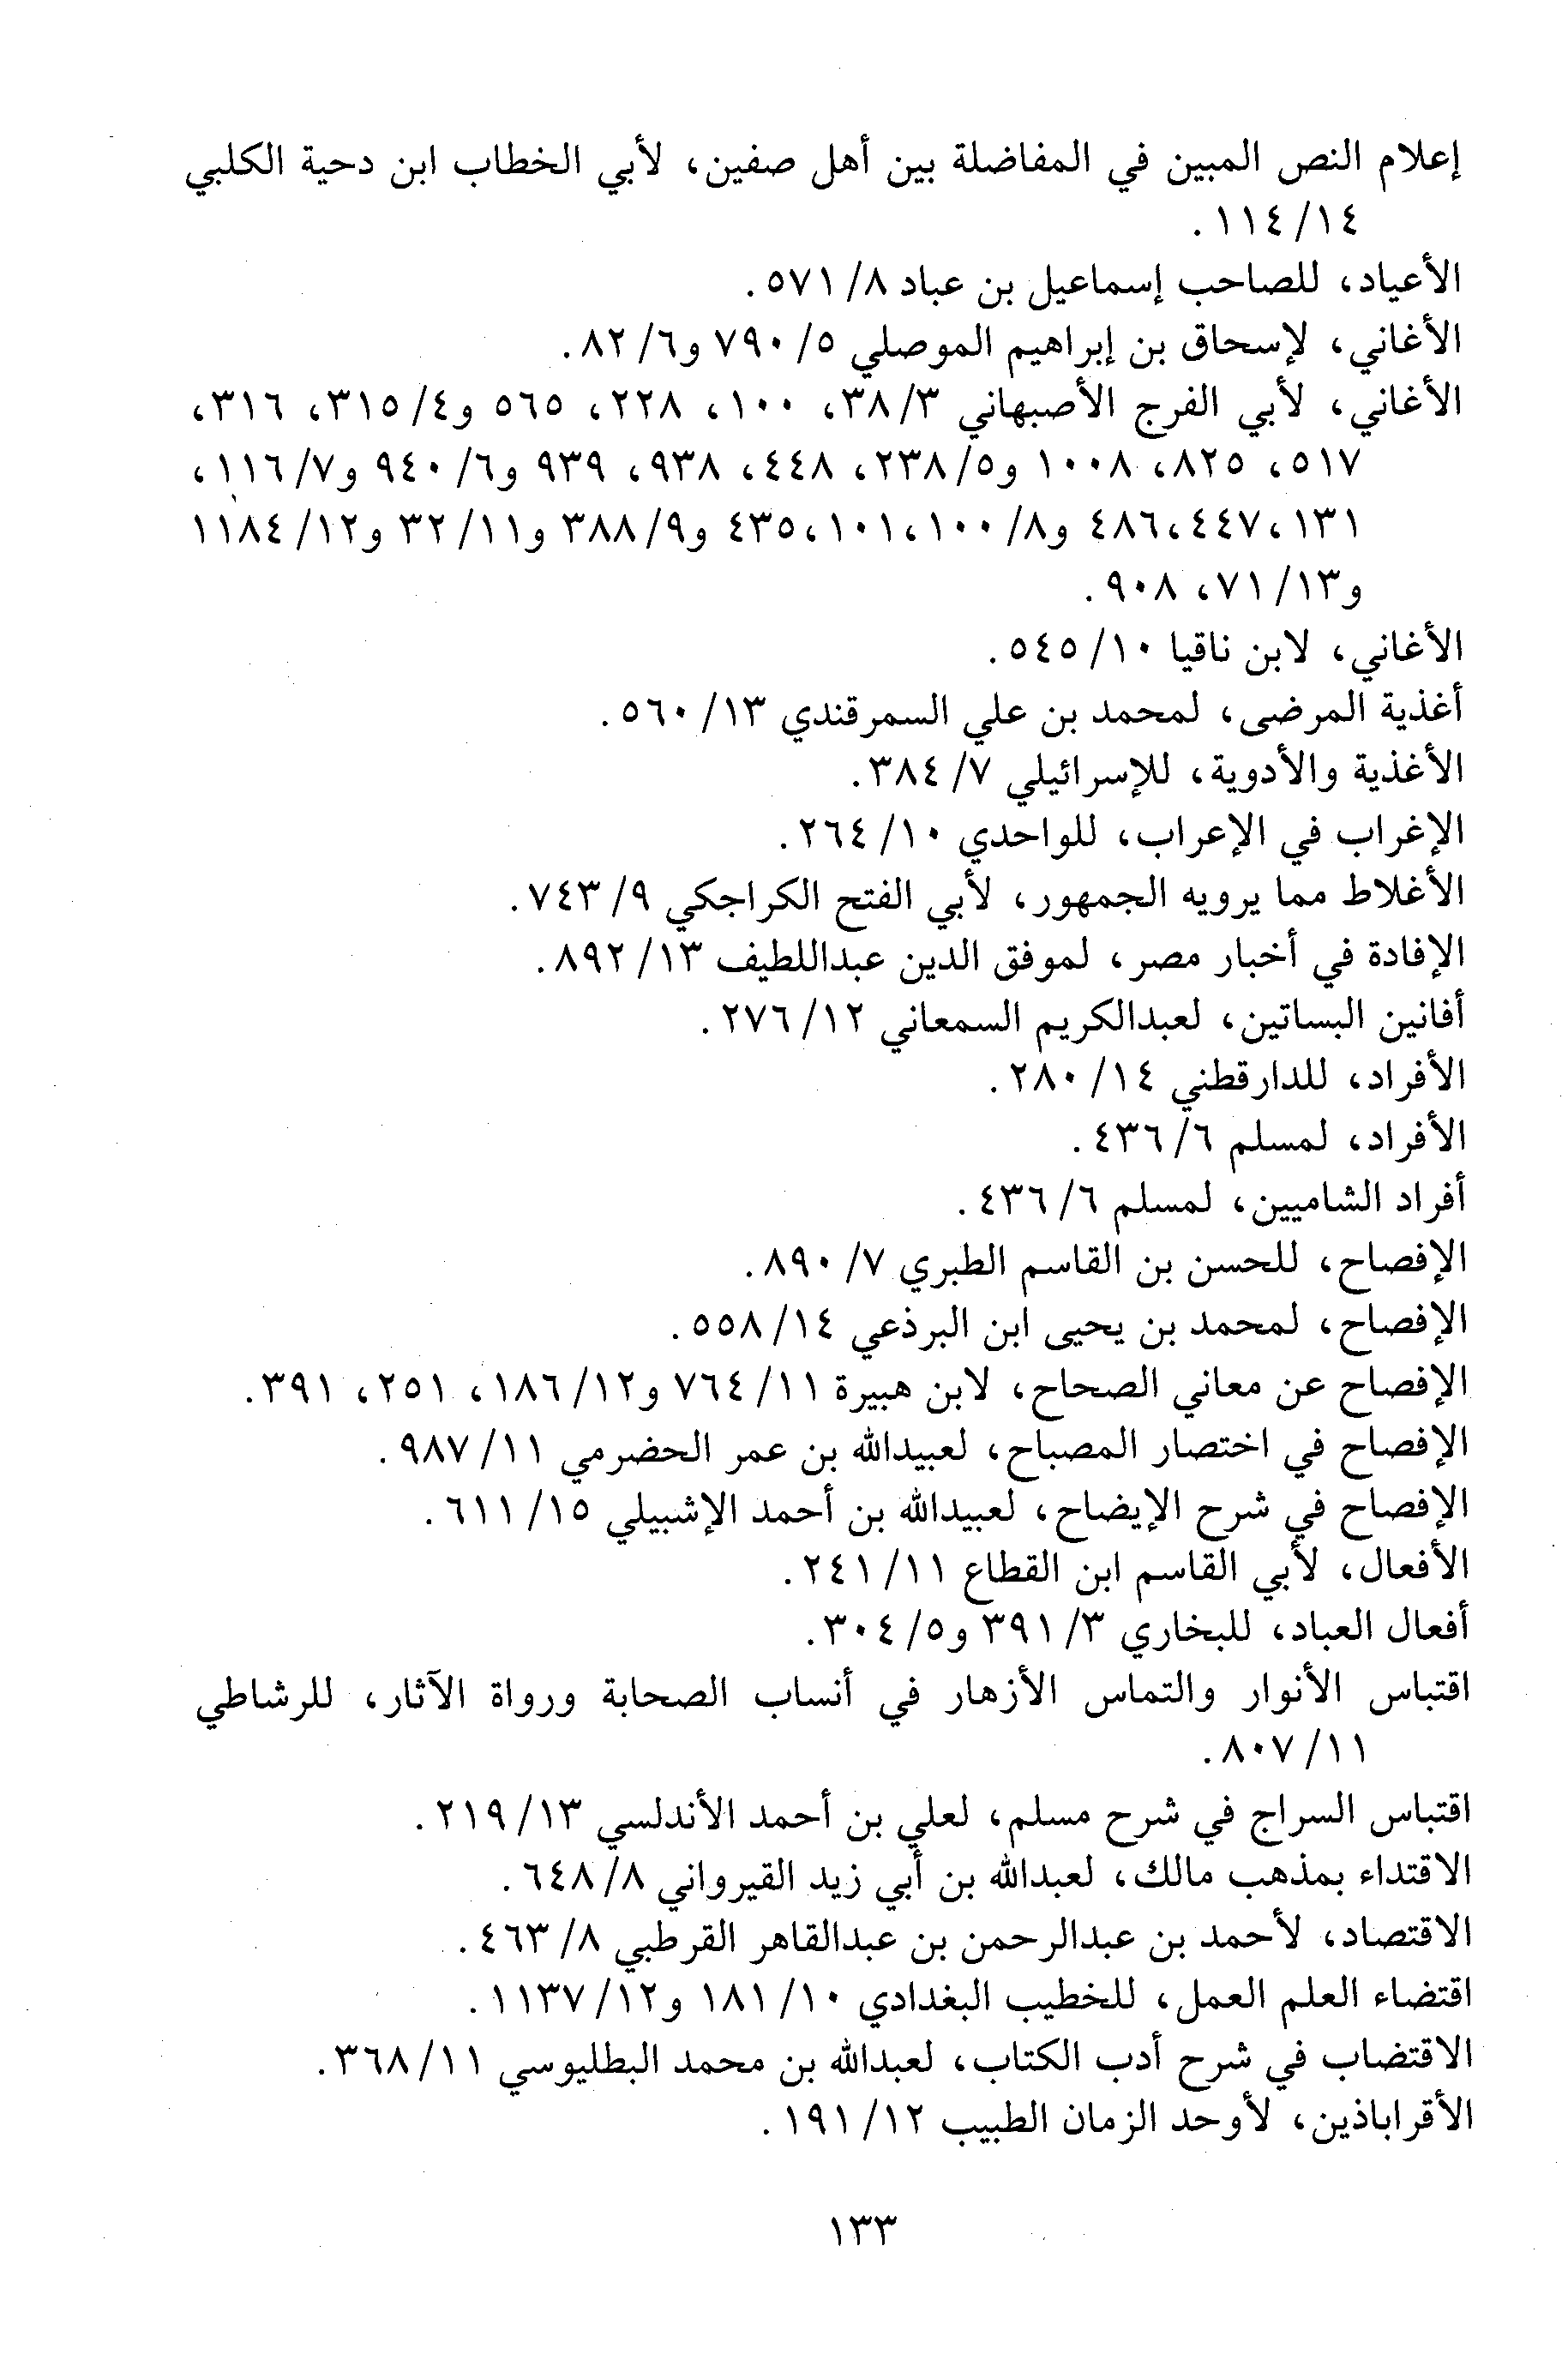 إعلام النص المبين في المفاضلة بين أهل صفين، لأبي الخطاب ابن دحية الكلبي
١١٤/١٤.
الأعياد، للصاحب إسماعيل بن عباد ٥٧١/٨.
الأغاني، لإسحاق بن إبراهيم الموصلي ٥/ ٧٩٠ و٦/ ٨٢.
الأغاني، لأبي الفرج الأصبهاني ٣٨/٣، ١٠٠، ٢٢٨، ٥٦٥ و٣١٥/٤، ٣١٦،
٥١٧، ٨٢٥، ١٠٠٨ و٢٣٨/٥، ٤٤٨، ٩٣٨، ٩٣٩ و٦/ ٩٤٠ و٧/ ١١٦،
١٣١، ٤٤٧، ٤٨٦ و٨/ ١٠٠، ١٠١، ٤٣٥ و٩/ ٣٨٨ و١١/ ٣٢ و١٢/ ١١٨٤
و١٣/ ٧١، ٩٠٨.
الأغاني، لابن ناقيا ١٠/ ٥٤٥.
أغذية المرضى، لمحمد بن علي السمرقندي ١٣/ ٥٦٠.
الأغذية والأدوية، للإسرائيلي ٧/ ٣٨٤.
الإغراب في الإعراب، للواحدي ١٠/ ٢٦٤.
الأغلاط مما يرويه الجمهور، لأبي الفتح الكراجكي ٩/ ٧٤٣.
الإفادة في أخبار مصر، لموفق الدين عبداللطيف ١٣/ ٨٩٢.
أفانين البساتين، لعبدالكريم السمعاني ١٢/ ٢٧٦.
الأفراد، للدارقطني ١٤/ ٢٨٠.
الأفراد، لمسلم ٦/ ٤٣٦.
أفراد الشاميين، لمسلم ٦/ ٤٣٦.
الإفصاح، للحسن بن القاسم الطبري ٧/ ٨٩٠.
الإفصاح، لمحمد بن يحيى ابن البرذعي ١٤/ ٥٥٨.
الإفصاح عن معاني الصحاح، لابن هبيرة ١١/ ٧٦٤ و١٢/ ١٨٦، ٢٥١، ٣٩١.
الإفصاح في اختصار المصباح، لعبيدالله بن عمر الحضرمي ١١/ ٩٨٧.
الإفصاح في شرح الإيضاح، لعبيدالله بن أحمد الإشبيلي ١٥/ ٦١١.
الأفعال، لأبي القاسم ابن القطاع ١١/ ٢٤١.
أفعال العباد، للبخاري ٣/ ٣٩١ و٥/ ٣٠٤.
اقتباس الأنوار والتماس الأزهار في أنساب الصحابة ورواة الآثار، للرشاطي
١١/ ٨٠٧.
اقتباس السراج في شرح مسلم، لعلي بن أحمد الأندلسي ١٣/ ٢١٩.
الاقتداء بمذهب مالك، لعبدالله بن أبي زيد القيرواني ٨/ ٦٤٨.
الاقتصاد، لأحمد بن عبدالرحمن بن عبدالقاهر القرطبي ٨/ ٤٦٣.
اقتضاء العلم العمل، للخطيب البغدادي ١٠/ ١٨١ و١٢/ ١١٣٧.
الاقتضاب في شرح أدب الكتاب، لعبدالله بن محمد البطليوسي ١١/ ٣٦٨.
الأقراباذين، لأوحد الزمان الطبيب ١٢/ ١٩١.
١٣٣